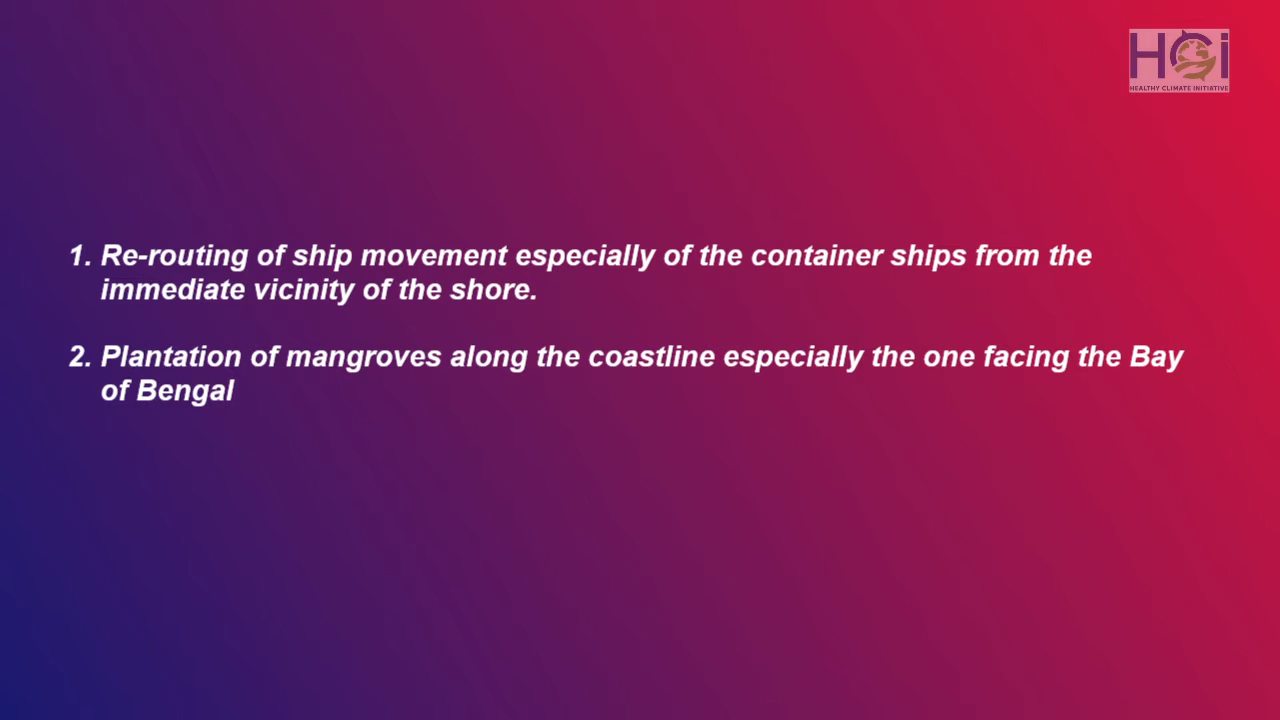 HCi
HEALTHY CLIMATE INITIATIVE
1. Re-routing of ship movement especially of the container ships from the
immediate vicinity of the shore.
2. Plantation of mangroves along the coastline especially the one facing the Bay
of Bengal